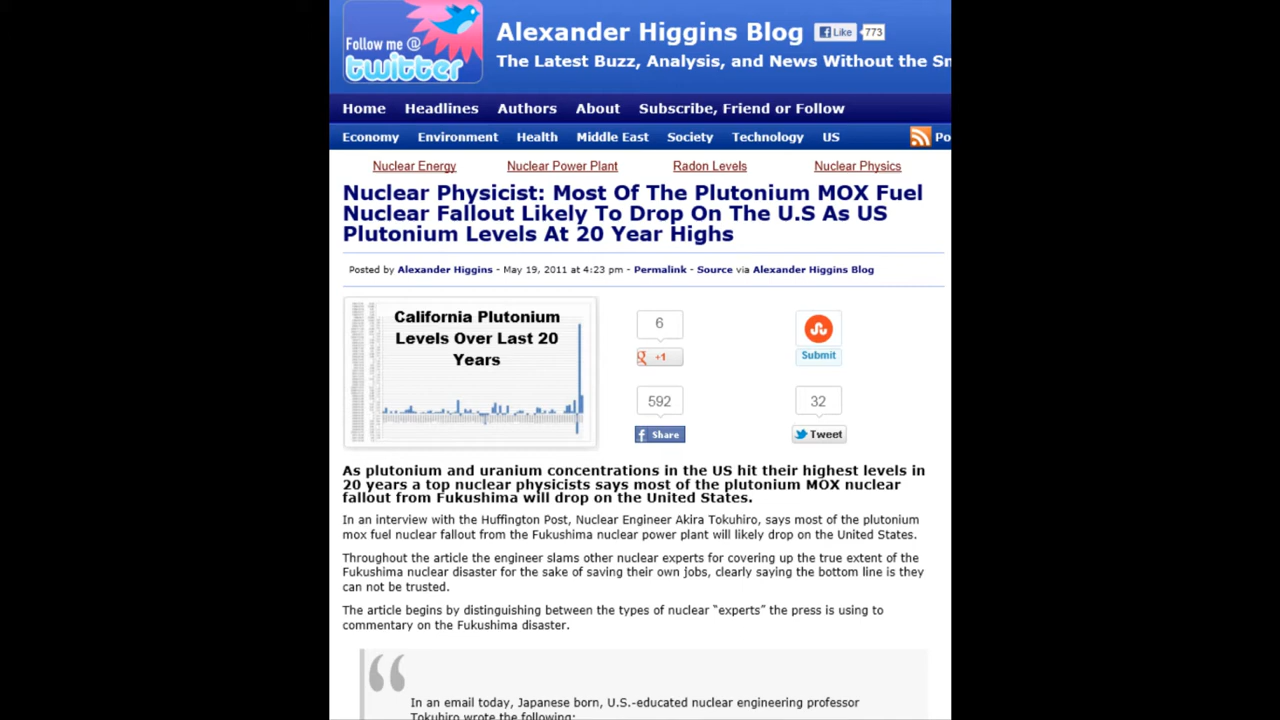 Follow me @
twitter
Alexander Higgins Blog
Like
773
The Latest Buzz, Analysis, and News Without the
Home Headlines Authors About Subscribe, Friend or Follow
Economy Environment Health Middle East Society Technology US
Nuclear Energy Nuclear Power Plant Radon Levels Nuclear Physics
Nuclear Physicist: Most Of The Plutonium MOX Fuel
Nuclear Fallout Likely To Drop On The U.S As US
Plutonium Levels At 20 Year Highs
Posted by Alexander Higgins - May 19, 2011 at 4:23 pm - Permalink - Source via Alexander Higgins Blog
California Plutonium
Levels Over Last 20
Years
6
+1
Submit
592
Share
32
Tweet
As plutonium and uranium concentrations in the US hit their highest levels in
20 years a top nuclear physicists says most of the plutonium MOX nuclear
fallout from Fukushima will drop on the United States.
In an interview with the Huffington Post, Nuclear Engineer Akira Tokuhiro, says most of the plutonium
mox fuel nuclear fallout from the Fukushima nuclear power plant will likely drop on the United States.
Throughout the article the engineer slams other nuclear experts for covering up the true extent of the
Fukushima nuclear disaster for the sake of saving their own jobs, clearly saying the bottom line is they
can not be trusted.
The article begins by distinguishing between the types of nuclear “experts” the press is using to
commentary on the Fukushima disaster.
In an email today, Japanese born, U.S.-educated nuclear engineering professor
Tokuhiro wrote the following: